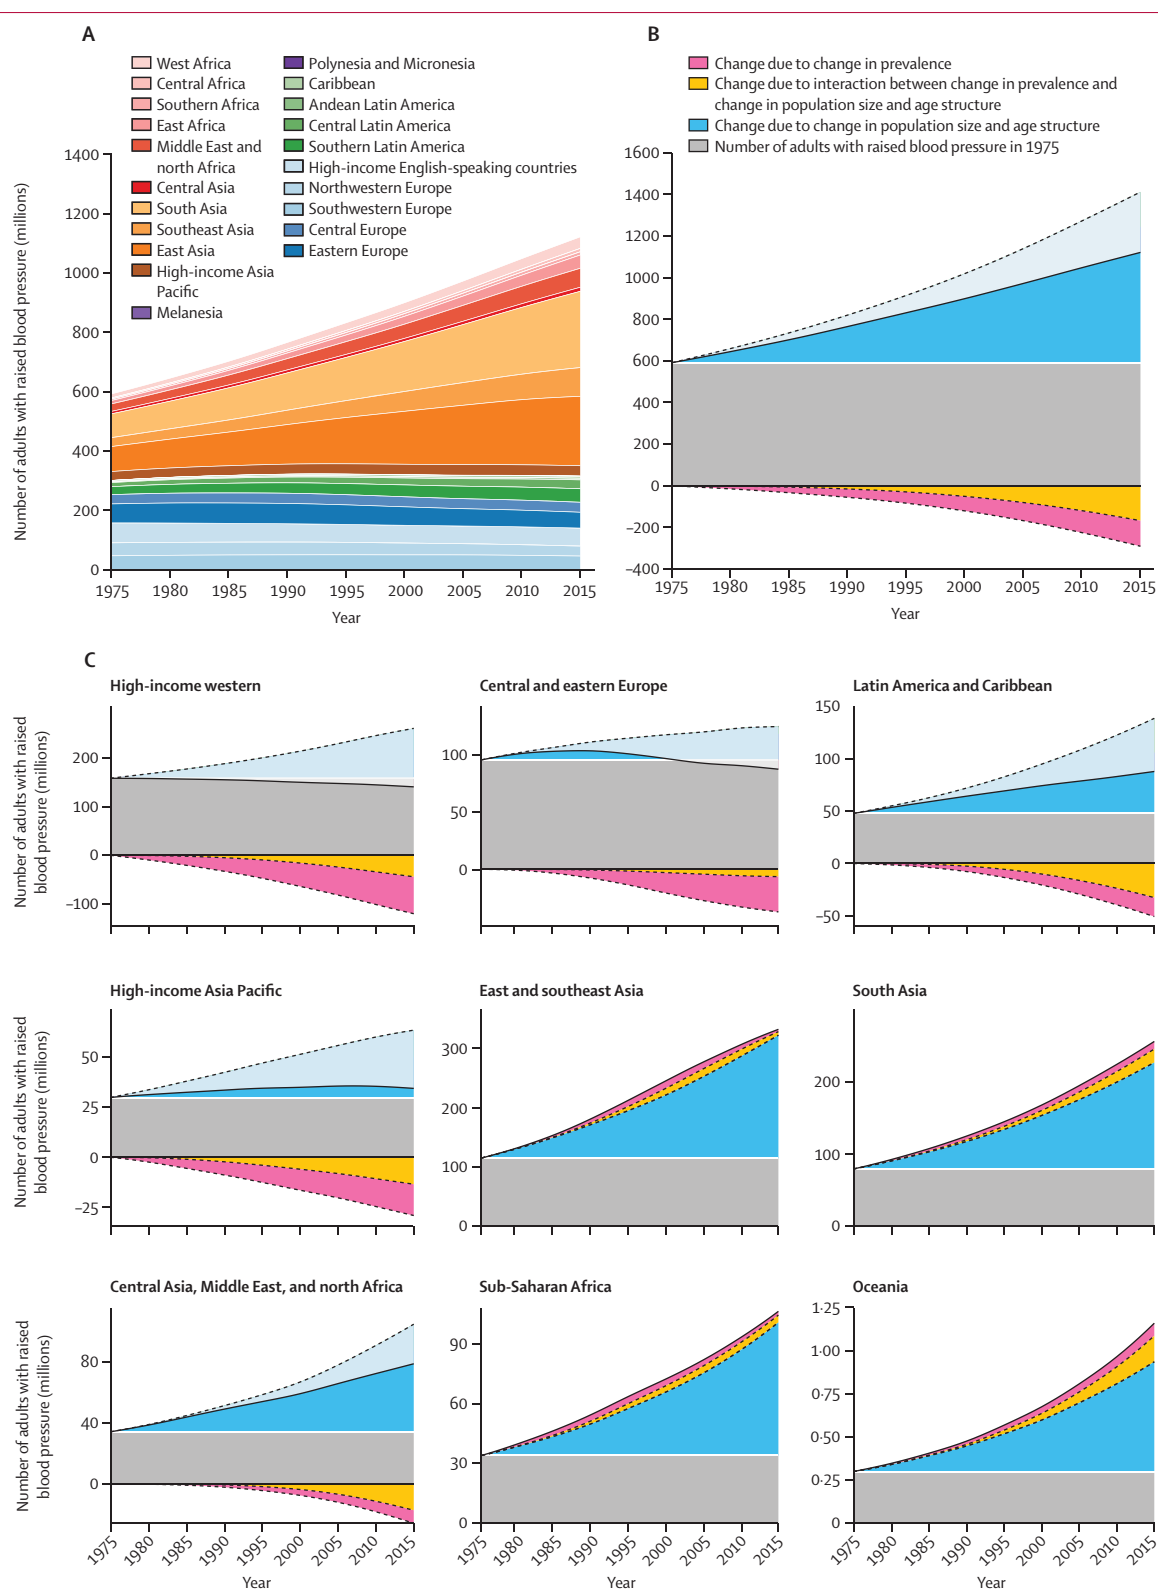 A
West Africa
Central Africa
Southern Africa
East Africa
Middle East and
north Africa
Central Asia
South Asia
Southeast Asia
East Asia
High-income Asia
Pacific
Melanesia
Polynesia and Micronesia
Caribbean
Andean Latin America
Central Latin America
Southern Latin America
High-income English-speaking countries
Northwestern Europe
Southwestern Europe
Central Europe
Eastern Europe
Number of adults with raised blood pressure (millions)
1400
1200
1000
800
600
400
200
0
1975 1980 1985 1990 1995 2000 2005 2010 2015
Year
B
Change due to change in prevalence
Change due to interaction between change in prevalence and
change in population size and age structure
Change due to change in population size and age structure
Number of adults with raised blood pressure in 1975
1600
1400
1200
1000
800
600
400
200
0
–200
–400
1975 1980 1985 1990 1995 2000 2005 2010 2015
Year
C
High-income western
Number of adults with raised
blood pressure (millions)
200
100
0
–100
Central and eastern Europe
100
50
0
Latin America and Caribbean
150
100
50
0
–50
High-income Asia Pacific
Number of adults with raised
blood pressure (millions)
50
25
0
–25
East and southeast Asia
300
200
100
0
South Asia
200
100
0
Central Asia, Middle East, and north Africa
Number of adults with raised
blood pressure (millions)
80
40
0
1975 1980 1985 1990 1995 2000 2005 2010 2015
Year
Sub-Saharan Africa
90
60
30
0
1975 1980 1985 1990 1995 2000 2005 2010 2015
Year
Oceania
1·25
1·00
0·75
0·50
0·25
0
1975 1980 1985 1990 1995 2000 2005 2010 2015
Year